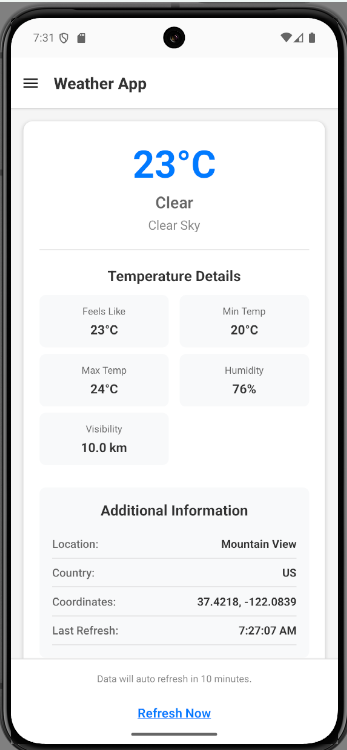 7:31
Weather App
23°C
Clear
Clear Sky
Temperature Details
Feels Like
23°C
Min Temp
20°C
Max Temp
24°C
Humidity
76%
Visibility
10.0 km
Additional Information
Location: Mountain View
Country: US
Coordinates: 37.4218, -122.0839
Last Refresh: 7:27:07 AM
Data will auto refresh in 10 minutes.
Refresh Now